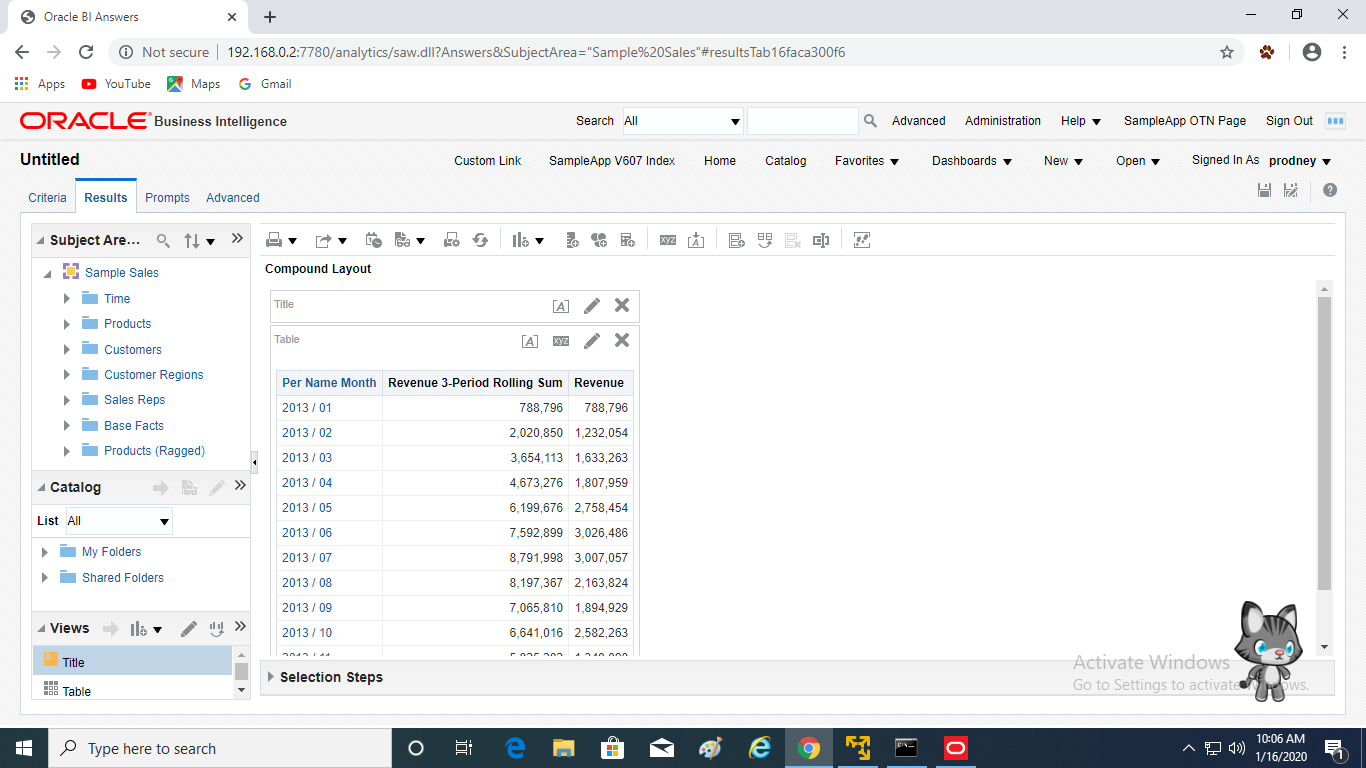 Oracle BI Answers
Not secure 192.168.0.2:7780/analytics/saw.dll?Answers&SubjectArea="Sample%20Sales"#resultsTab16faca300f6
Apps YouTube Maps Gmail
ORACLE Business Intelligence Search All Advanced Administration Help SampleApp OTN Page Sign Out
Untitled Custom Link SampleApp V607 Index Home Catalog Favorites Dashboards New Open Signed In As prodney
Criteria Results Prompts Advanced
Subject Are...
Sample Sales
Time
Products
Customers
Customer Regions
Sales Reps
Base Facts
Products (Ragged)
Catalog
List All
My Folders
Shared Folders
Views
Title
Table
Compound Layout
Title
Table
Per Name Month Revenue 3-Period Rolling Sum Revenue
2013 / 01 788,796 788,796
2013 / 02 2,020,850 1,232,054
2013 / 03 3,654,113 1,633,263
2013 / 04 4,673,276 1,807,959
2013 / 05 6,199,676 2,758,454
2013 / 06 7,592,899 3,026,486
2013 / 07 8,791,998 3,007,057
2013 / 08 8,197,367 2,163,824
2013 / 09 7,065,810 1,894,929
2013 / 10 6,641,016 2,582,263
Selection Steps
Activate Windows
Go to Settings to activate
Type here to search
10:06 AM
1/16/2020
1